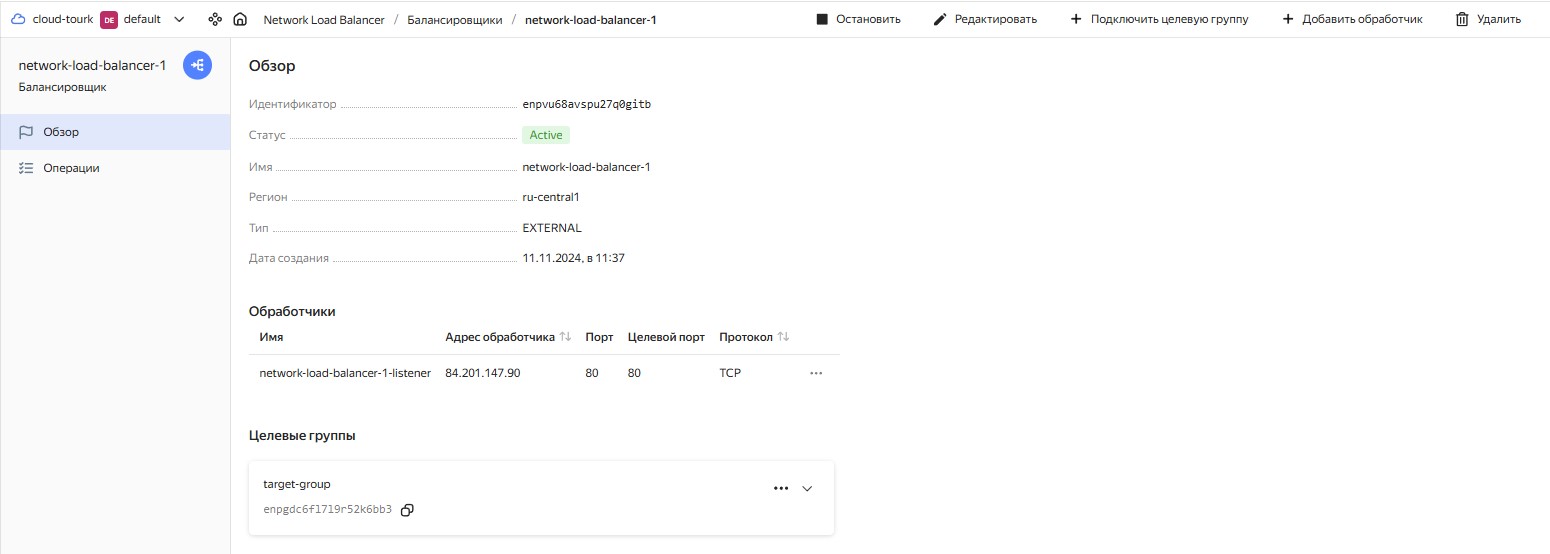 cloud-tourk DE default Network Load Balancer / Балансировщики / network-load-balancer-1 Остановить Редактировать Подключить целевую группу Добавить обработчик Удалить
network-load-balancer-1
Балансировщик
Обзор
Операции
Обзор
Идентификатор enpvu68avspu27q0gitb
Статус Active
Имя network-load-balancer-1
Регион ru-central1
Тип EXTERNAL
Дата создания 11.11.2024, в 11:37
Обработчики
Имя Адрес обработчика Порт Целевой порт Протокол
network-load-balancer-1-listener 84.201.147.90 80 80 TCP
Целевые группы
target-group
enpgdc6f1719r52k6bb3